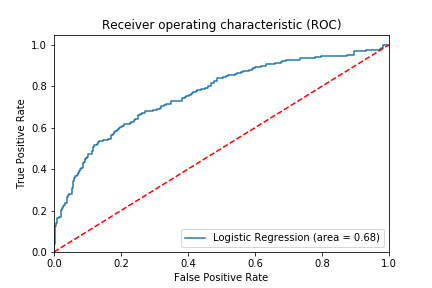 Receiver operating characteristic (ROC)
True Positive Rate
1.0
0.8
0.6
0.4
0.2
0.0
Logistic Regression (area = 0.68)
0.0 0.2 0.4 0.6 0.8 1.0
False Positive Rate